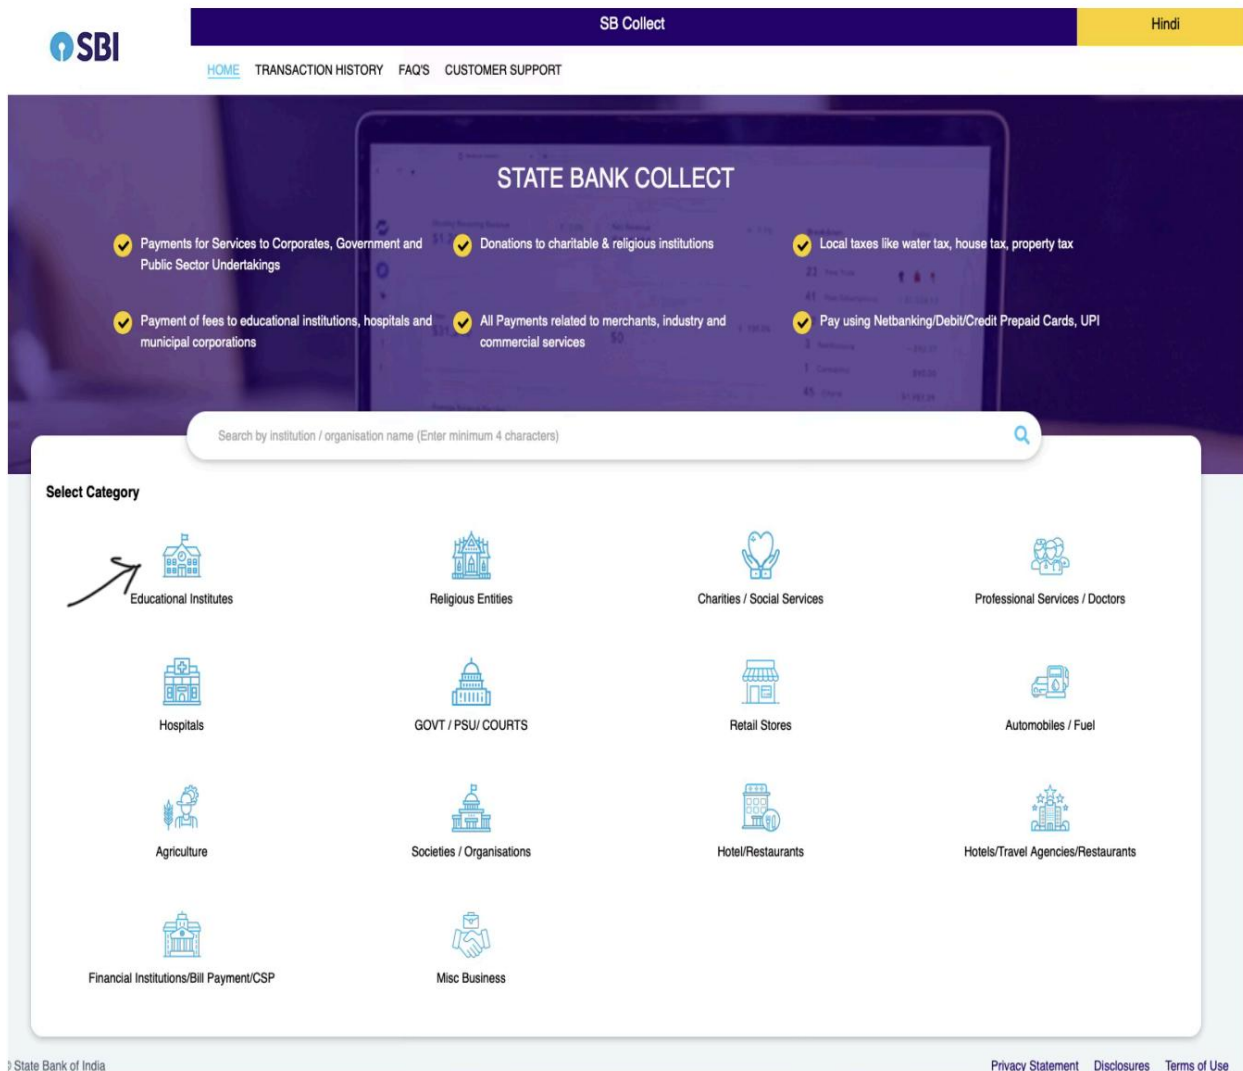 SBI
SB Collect
Hindi
HOME TRANSACTION HISTORY FAQ'S CUSTOMER SUPPORT
STATE BANK COLLECT
Payments for Services to Corporates, Government and
Public Sector Undertakings
Donations to charitable & religious institutions
Local taxes like water tax, house tax, property tax
Payment of fees to educational institutions, hospitals and
municipal corporations
All Payments related to merchants, industry and
commercial services
Pay using Netbanking/Debit/Credit Prepaid Cards, UPI
Search by institution / organisation name (Enter minimum 4 characters)
Select Category
Educational Institutes
Religious Entities
Charities / Social Services
Professional Services / Doctors
Hospitals
GOVT / PSU/ COURTS
Retail Stores
Automobiles / Fuel
Agriculture
Societies / Organisations
Hotel/Restaurants
Hotels/Travel Agencies/Restaurants
Financial Institutions/Bill Payment/CSP
Misc Business
© State Bank of India
Privacy Statement Disclosures Terms of Use